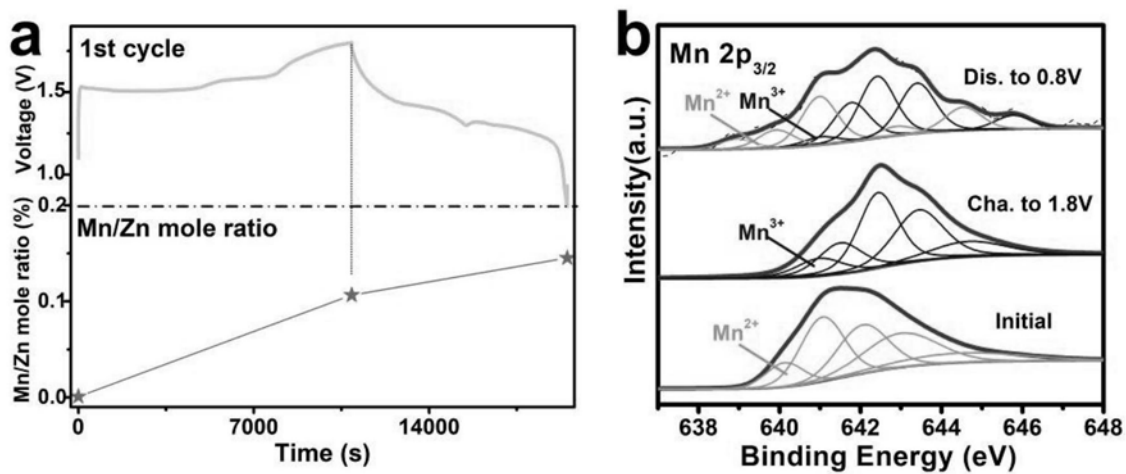 a
1st cycle
Voltage (V)
1.5
1.0
0.2
Mn/Zn mole ratio
Mn/Zn mole ratio (%)
0.1
0.0
0
7000
14000
Time (s)
b
Mn 2p3/2
Dis. to 0.8V
Mn2+
Mn3+
Cha. to 1.8V
Mn3+
Initial
Mn2+
Intensity(a.u.)
638
640
642
644
646
648
Binding Energy (eV)